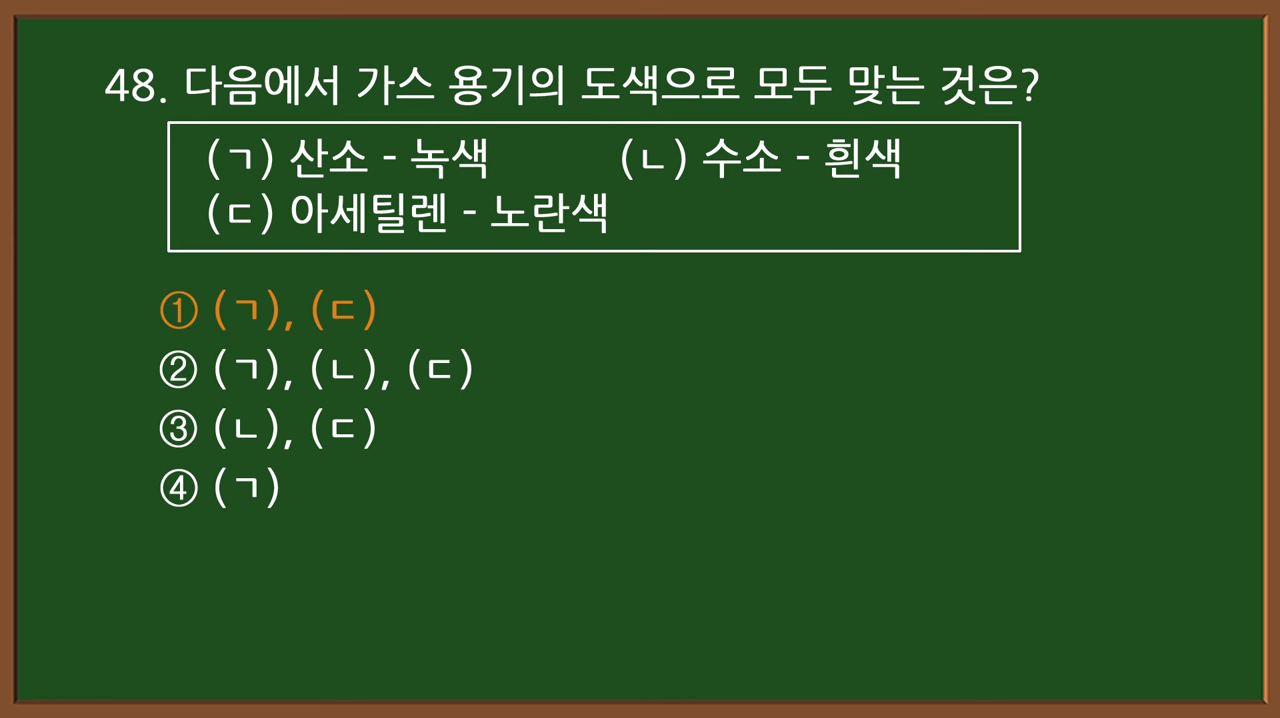 48. 다음에서 가스 용기의 도색으로 모두 맞는 것은?
(ㄱ) 산소 - 녹색 (ㄴ) 수소 - 흰색
(ㄷ) 아세틸렌 - 노란색
① (ㄱ), (ㄷ)
② (ㄱ), (ㄴ), (ㄷ)
③ (ㄴ), (ㄷ)
④ (ㄱ)